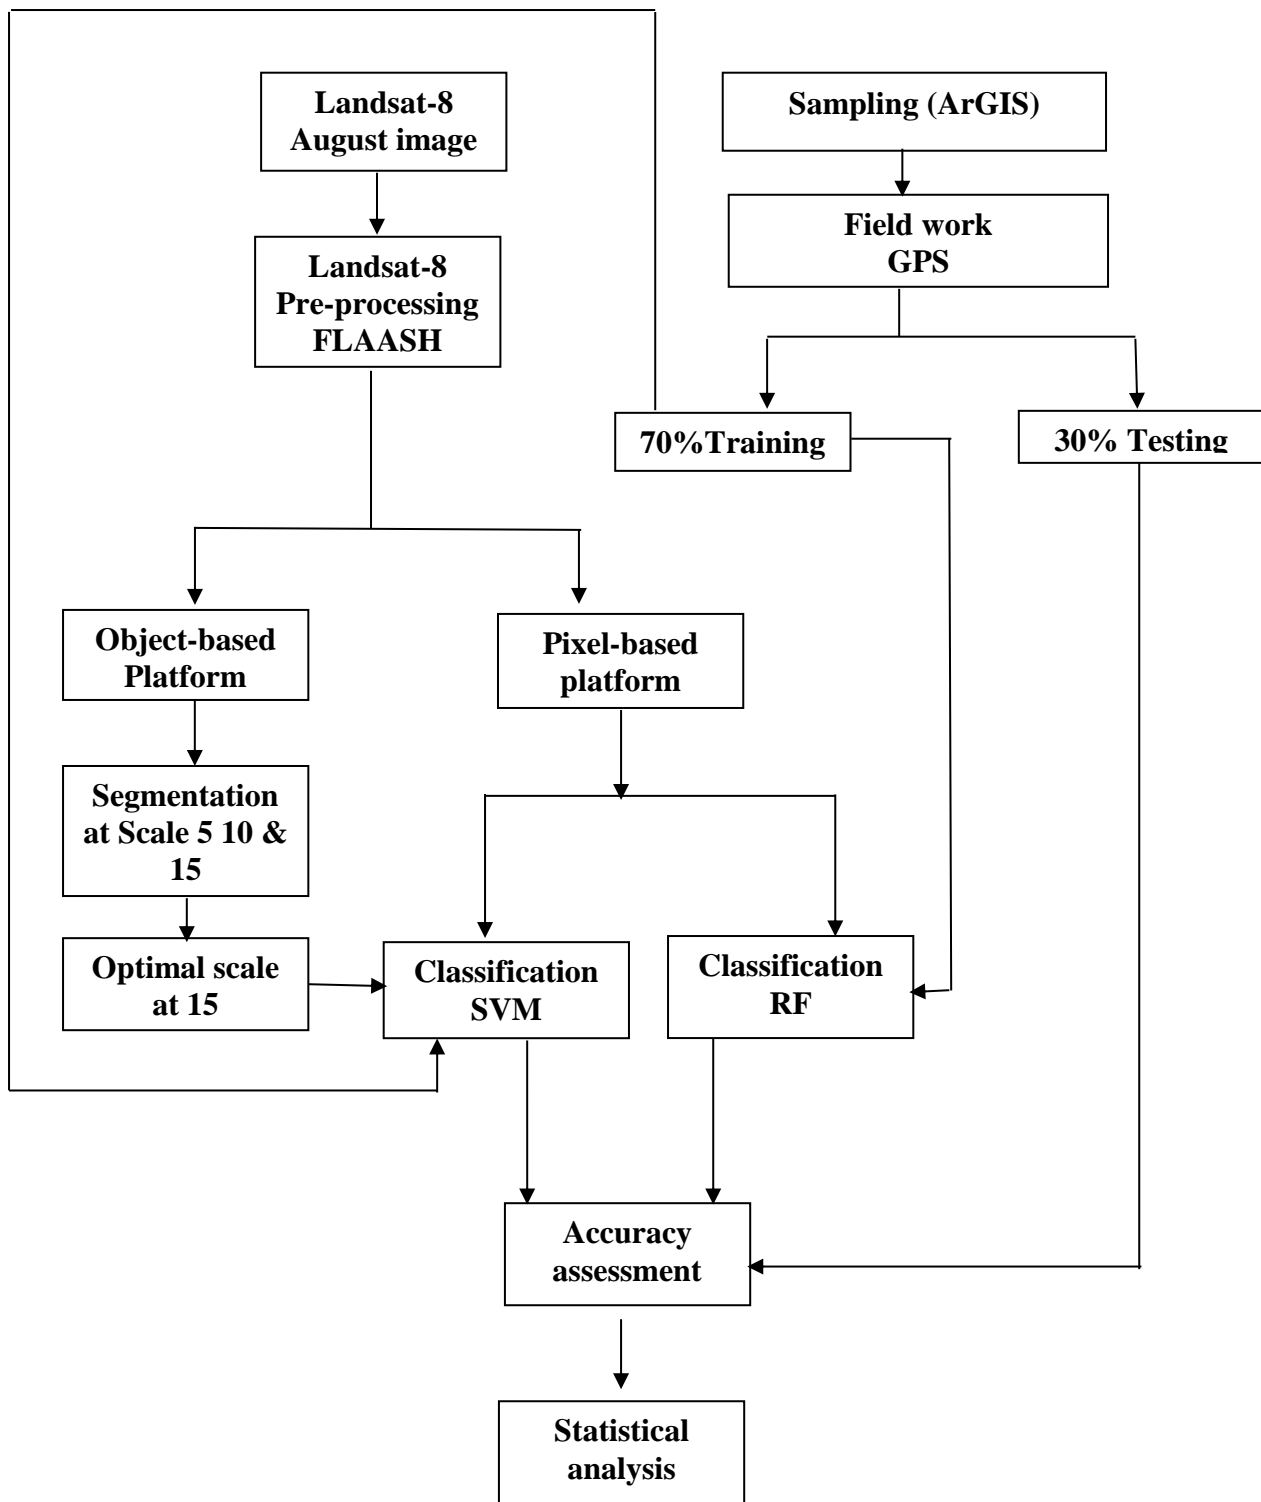 Landsat-8
August image
Sampling (ArGIS)
Field work
GPS
Landsat-8
Pre-processing
FLAASH
70%Training
30% Testing
Object-based
Platform
Pixel-based
platform
Segmentation
at Scale 5 10 &
15
Optimal scale
at 15
Classification
SVM
Classification
RF
Accuracy
assessment
Statistical
analysis